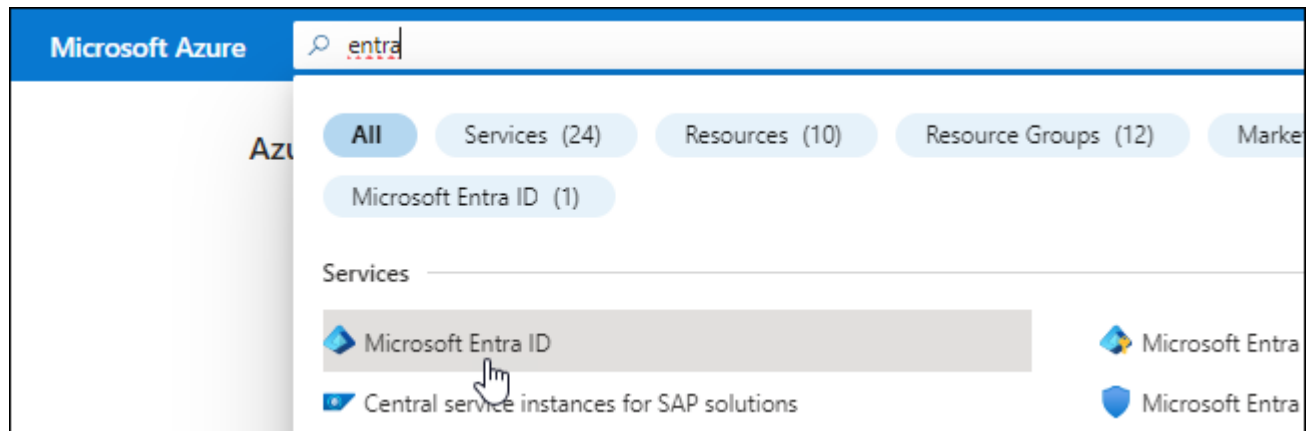 Microsoft Azure entra
All Services (24) Resources (10) Resource Groups (12) Marke
Azu
Microsoft Entra ID (1)
Services
Microsoft Entra ID Microsoft Entra
Central service instances for SAP solutions Microsoft Entra